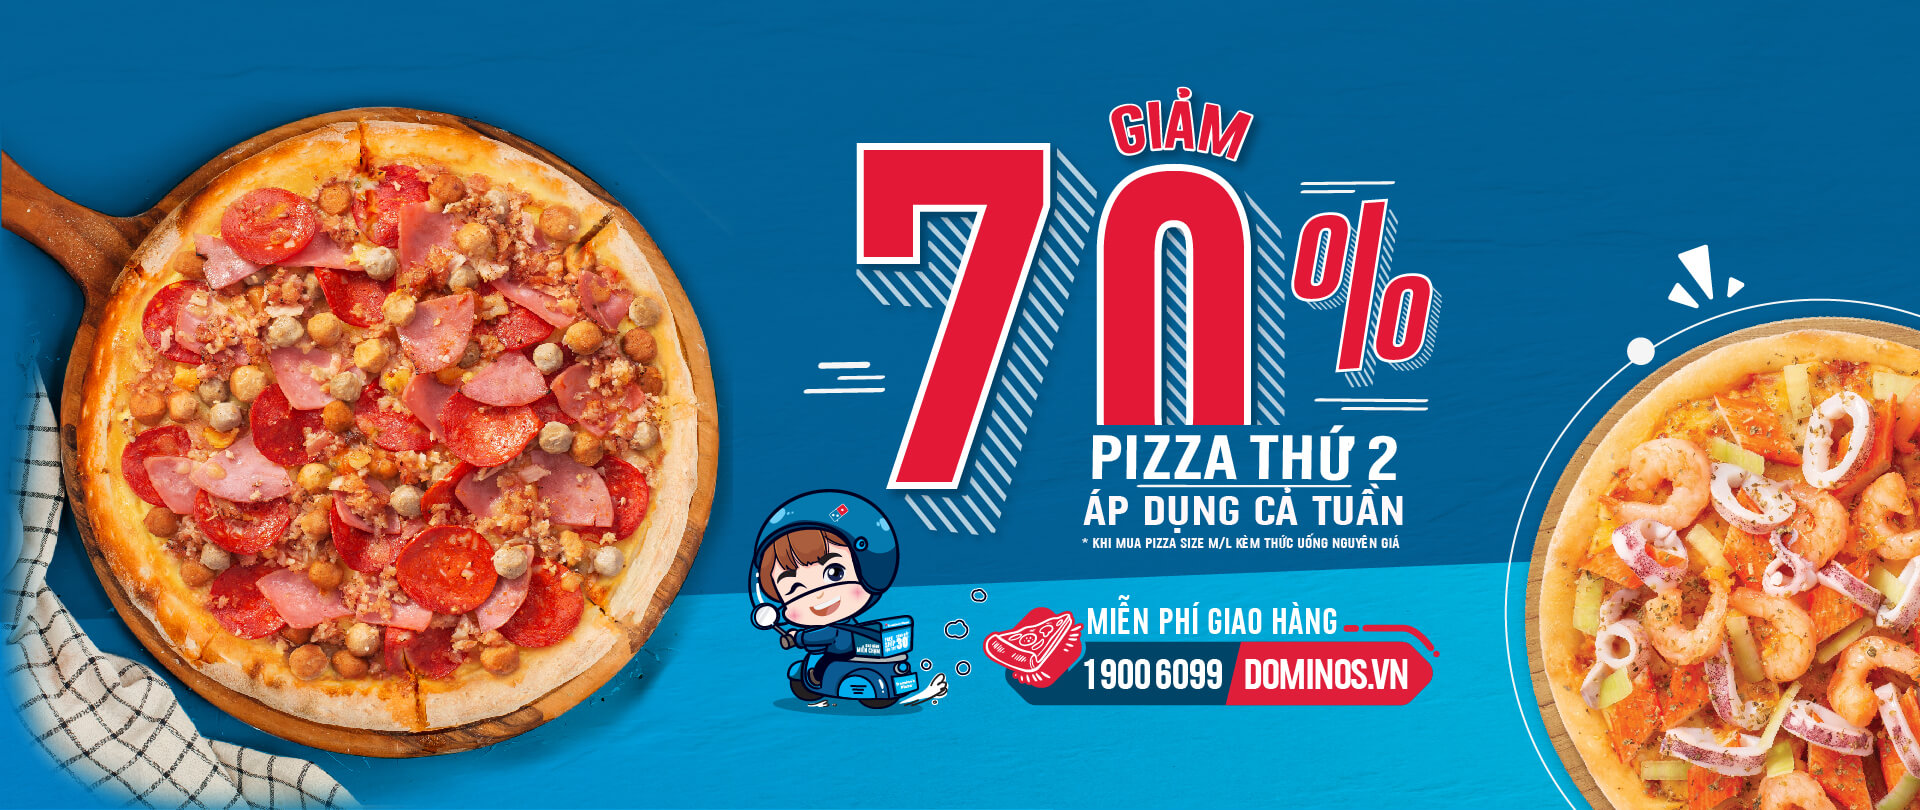 GIẢM
70%
PIZZA THỨ 2
ÁP DỤNG CẢ TUẦN
* KHI MUA PIZZA SIZE M/L KÈM THỨC UỐNG NGUYÊN GIÁ
MIỄN PHÍ GIAO HÀNG
1900 6099 DOMINOS.VN